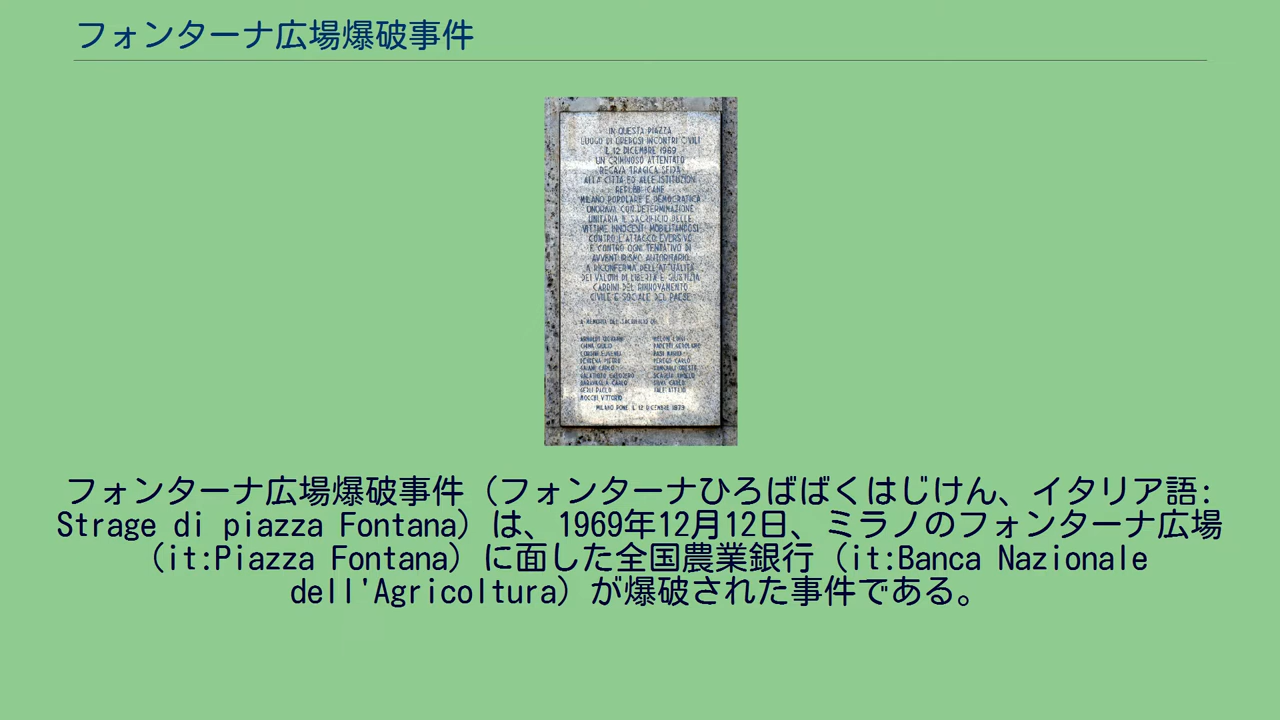 フォンターナ広場爆破事件
IN QUESTA PIAZZA
LUOGO DI OPEROSI INCONTRI CIVILI
IL 12 DICEMBRE 1969
UN CRIMINOSO ATTENTATO
RECAVA TRAGICA SFIDA
ALLA CITTÀ ED ALLE ISTITUZIONI
REPUBBLICANE
MILANO POPOLARE E DEMOCRATICA
ONORAVA CON DETERMINAZIONE
UNITARIA IL SACRIFICIO DELLE
VITTIME INNOCENTI MOBILITANDOSI
CONTRO L'ATTACCO EVERSIVO
E CONTRO OGNI TENTATIVO DI
AVVENTURISMO AUTORITARIO
A RICONFERMA DELL'ATTUALITÀ
DEI VALORI DI LIBERTÀ E GIUSTIZIA
CARDINI DEL RINNOVAMENTO
CIVILE E SOCIALE DEL PAESE
A MEMORIA DEL SACRIFICIO DI
フォンターナ広場爆破事件（フォンターナひろばばくはじけん、イタリア語:
Strage di piazza Fontana）は、1969年12月12日、ミラノのフォンターナ広場
（it:Piazza Fontana）に面した全国農業銀行（it:Banca Nazionale
dell'Agricoltura）が爆破された事件である。